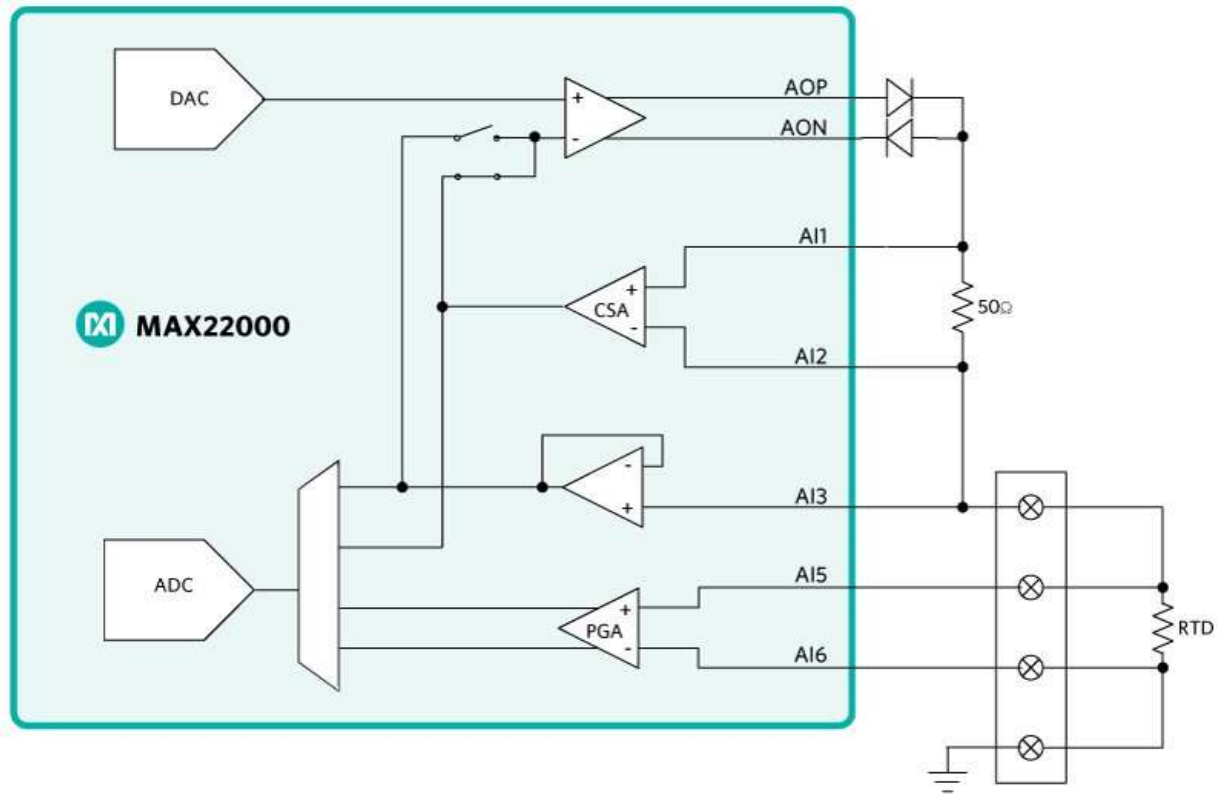 DAC
+
-
AOP
AON
AI1
+
CSA
-
50Ω
MAX22000
AI2
-
+
AI3
ADC
AI5
+
PGA
-
RTD
AI6